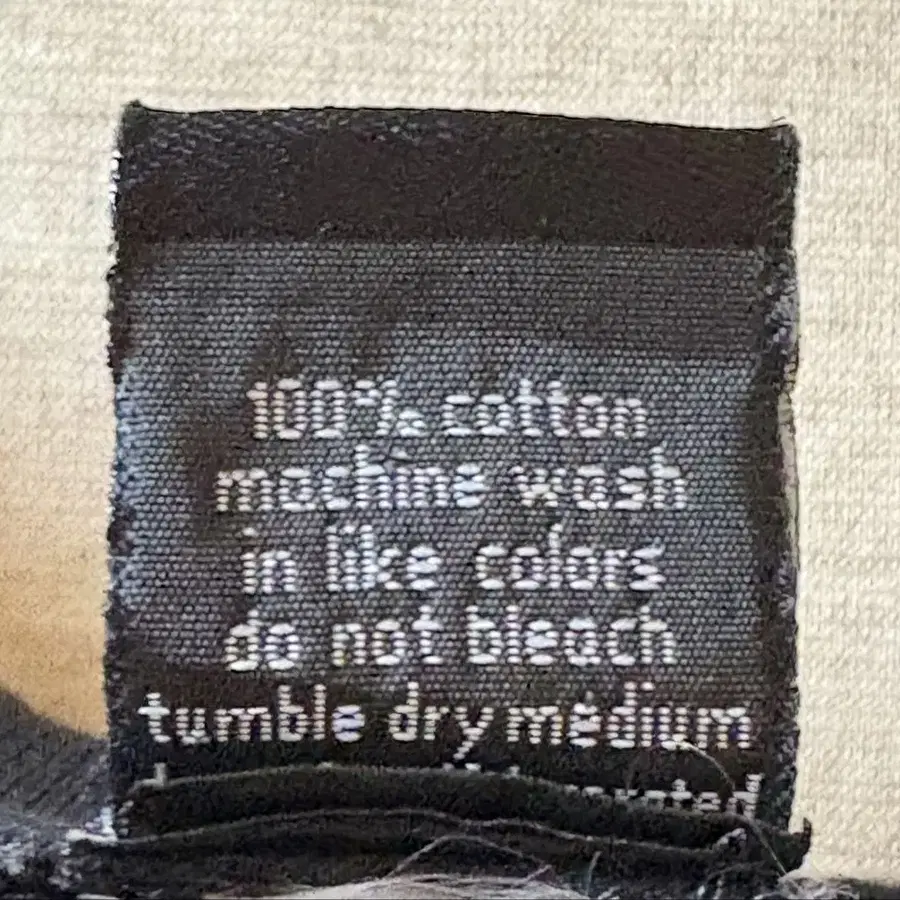 100% cotton
machine wash
in like colors
do not bleach
tumble dry medium